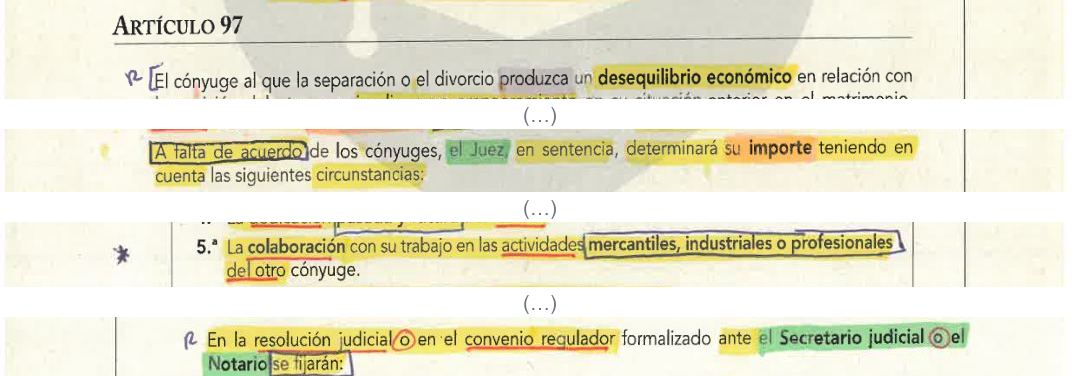 ARTÍCULO 97
El cónyuge al que la separación o el divorcio produzca un desequilibrio económico en relación con
(...)
A falta de acuerdo de los cónyuges, el Juez, en sentencia, determinará su importe teniendo en
cuenta las siguientes circunstancias:
(...)
5.ª La colaboración con su trabajo en las actividades mercantiles, industriales o profesionales
del otro cónyuge.
(...)
En la resolución judicial o en el convenio regulador formalizado ante el Secretario judicial o el
Notario se fijarán: